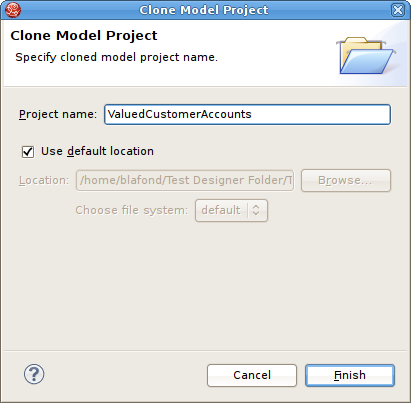 Clone Model Project
Clone Model Project
Specify cloned model project name.
Project name: ValuedCustomerAccounts
Use default location
Location: /home/blafond/Test Designer Folder/T Browse...
Choose file system: default
? Cancel Finish